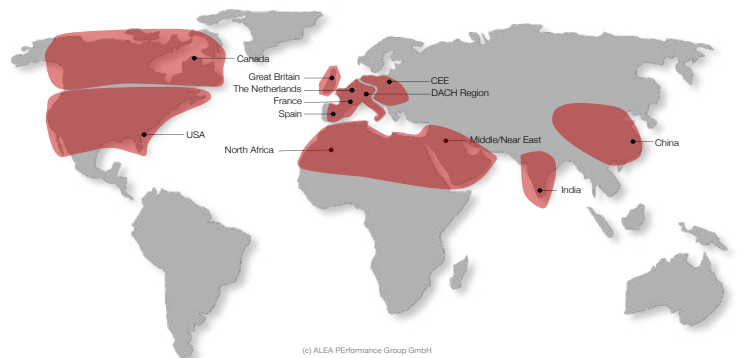 Canada
Great Britain
CEE
The Netherlands
DACH Region
France
Spain
USA
North Africa
Middle/Near East
China
India
(c) ALEA PErformance Group GmbH